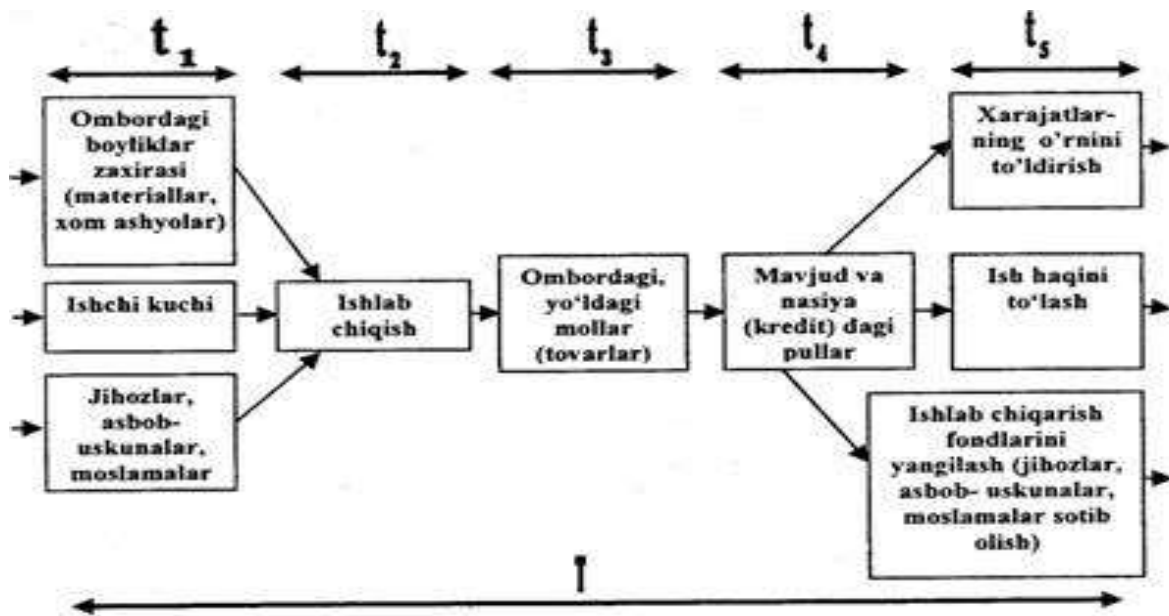 t1 t2 t3 t4 t5
Ombordagi
boyliklar
zaxirasi
(materiallar,
xom ashyolar)
Ishchi kuchi
Jihozlar,
asbob-
uskunalar,
moslamalar
Ishlab
chiqish
Ombordagi,
yo‘ldagi
mollar
(tovarlar)
Mavjud va
nasiya
(kredit) dagi
pullar
Xarajatlar-
ning o’rnini
to’ldirish
Ish haqini
to’lash
Ishlab chiqarish
fondlarini
yangilash (jihozlar,
asbob- uskunalar,
moslamalar sotib
olish)